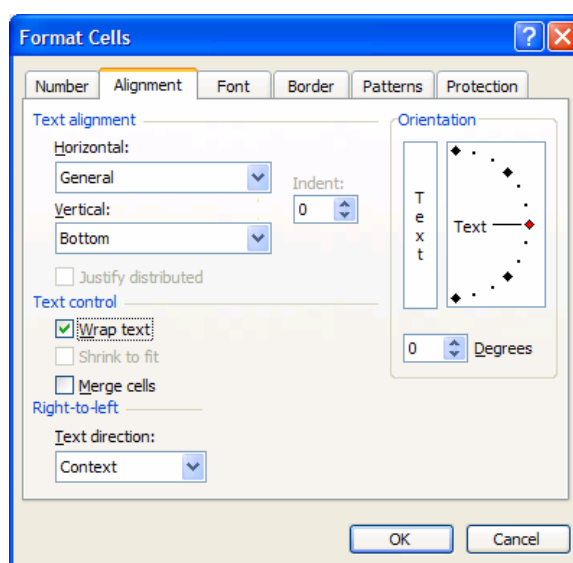 Format Cells
Number Alignment Font Border Patterns Protection
Text alignment
Horizontal:
General
Indent:
0
Vertical:
Bottom
Justify distributed
Text control
Wrap text
Shrink to fit
Merge cells
Right-to-left
Text direction:
Context
Orientation
T
e
x
t
Text
0 Degrees
OK Cancel